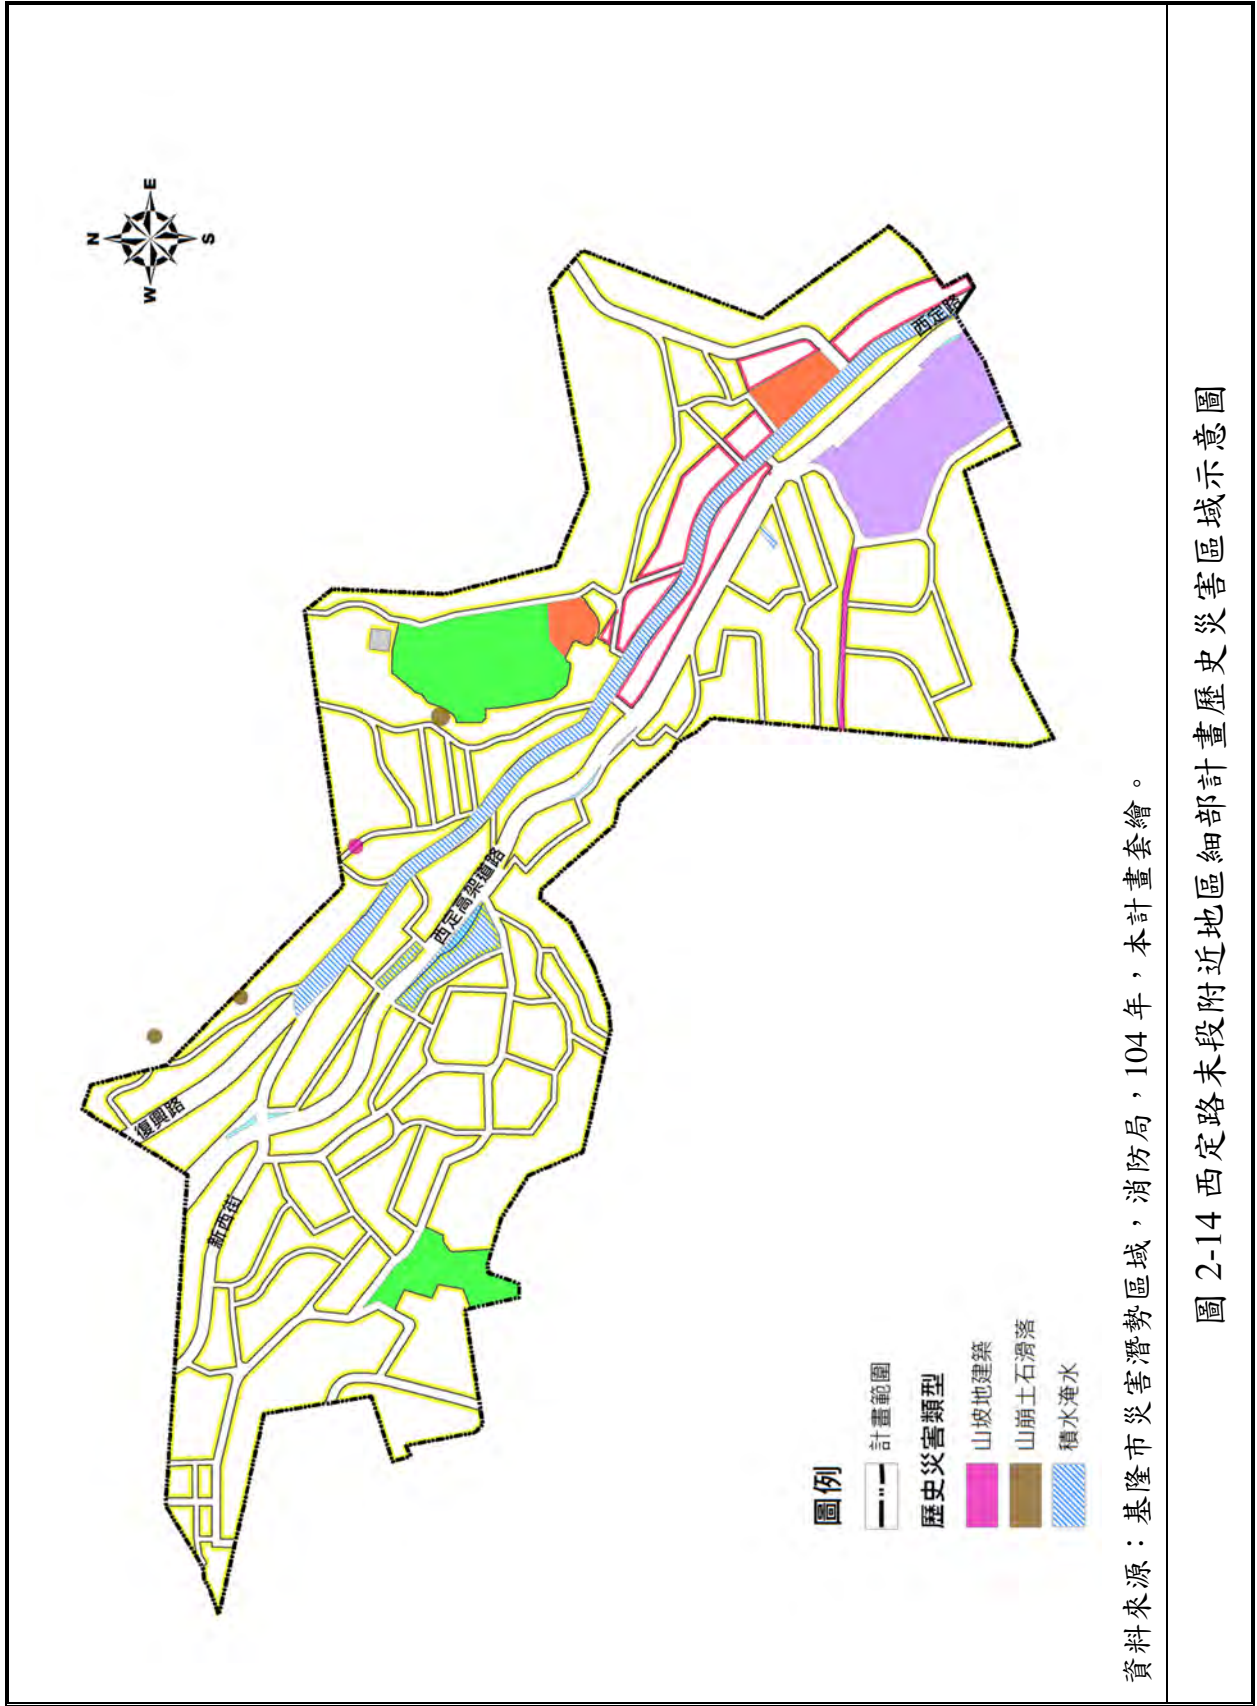 N
W
E
S
復興路
新西街
西定高架道路
西定路
圖例
計畫範圍
歷史災害類型
山坡地建築
山崩土石滑落
積水淹水
資料來源：基隆市災害潛勢區域，消防局，104 年，本計畫套繪。
圖 2-14 西定路末段附近地區細部計畫歷史災害區域示意圖